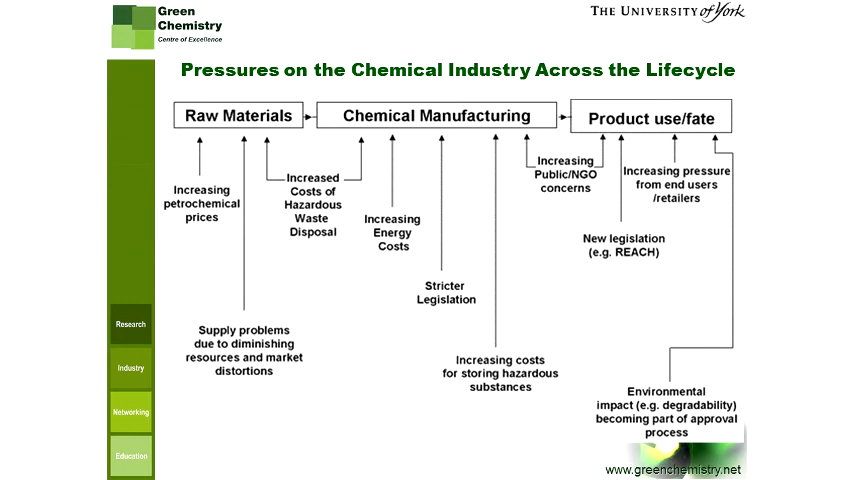 Green
Chemistry
Centre of Excellence
THE UNIVERSITY of York
Pressures on the Chemical Industry Across the Lifecycle
Raw Materials
Chemical Manufacturing
Product use/fate
Increasing
petrochemical
prices
Increased
Costs of
Hazardous
Waste
Disposal
Increasing
Energy
Costs
Increasing
Public/NGO
concerns
Increasing pressure
from end users
/retailers
New legislation
(e.g. REACH)
Stricter
Legislation
Supply problems
due to diminishing
resources and market
distortions
Increasing costs
for storing hazardous
substances
Environmental
impact (e.g. degradability)
becoming part of approval
process
Research
Industry
Networking
Education
www.greenchemistry.net